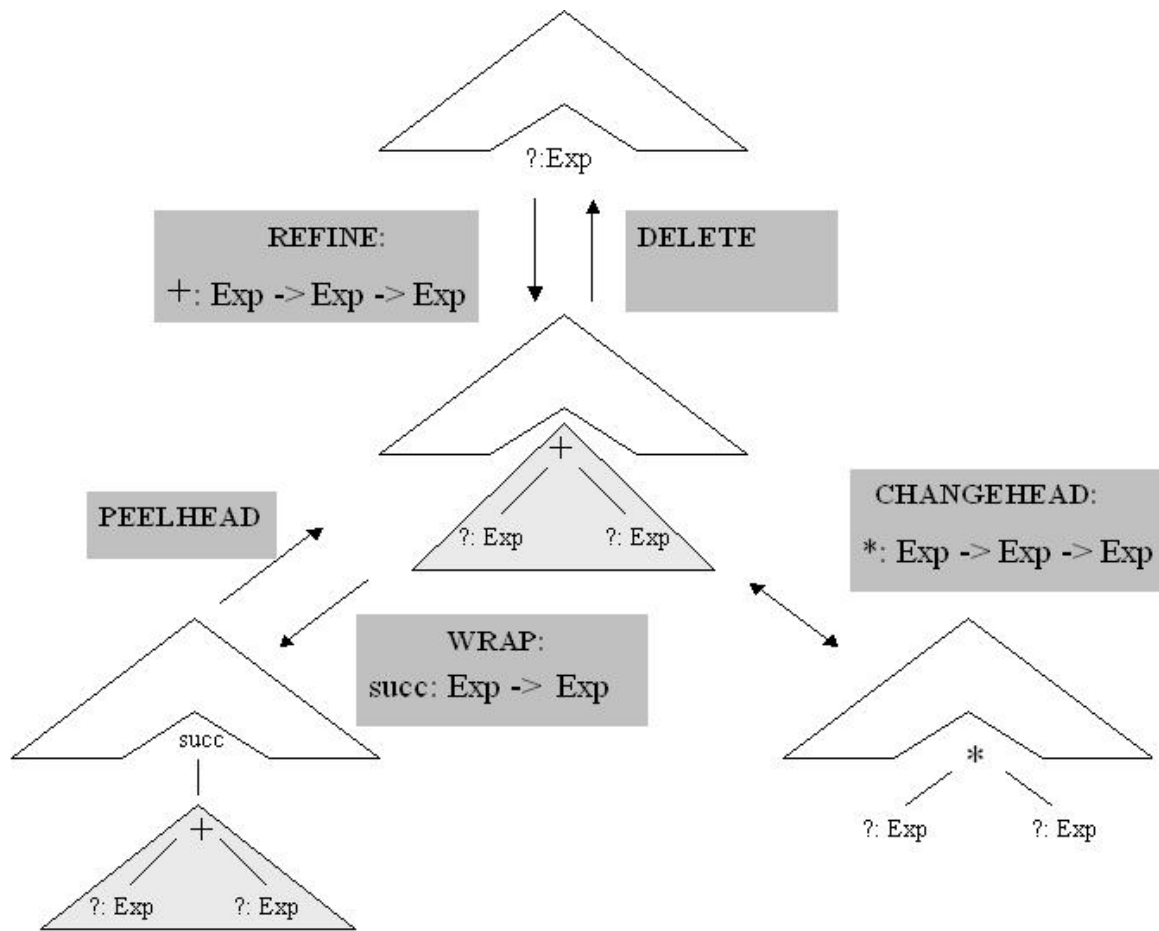 ?:Exp
REFINE:
+: Exp -> Exp -> Exp
DELETE
+
?: Exp ?: Exp
PEELHEAD
CHANGEHEAD:
*: Exp -> Exp -> Exp
WRAP:
succ: Exp -> Exp
succ
+
?: Exp ?: Exp
*
?: Exp ?: Exp